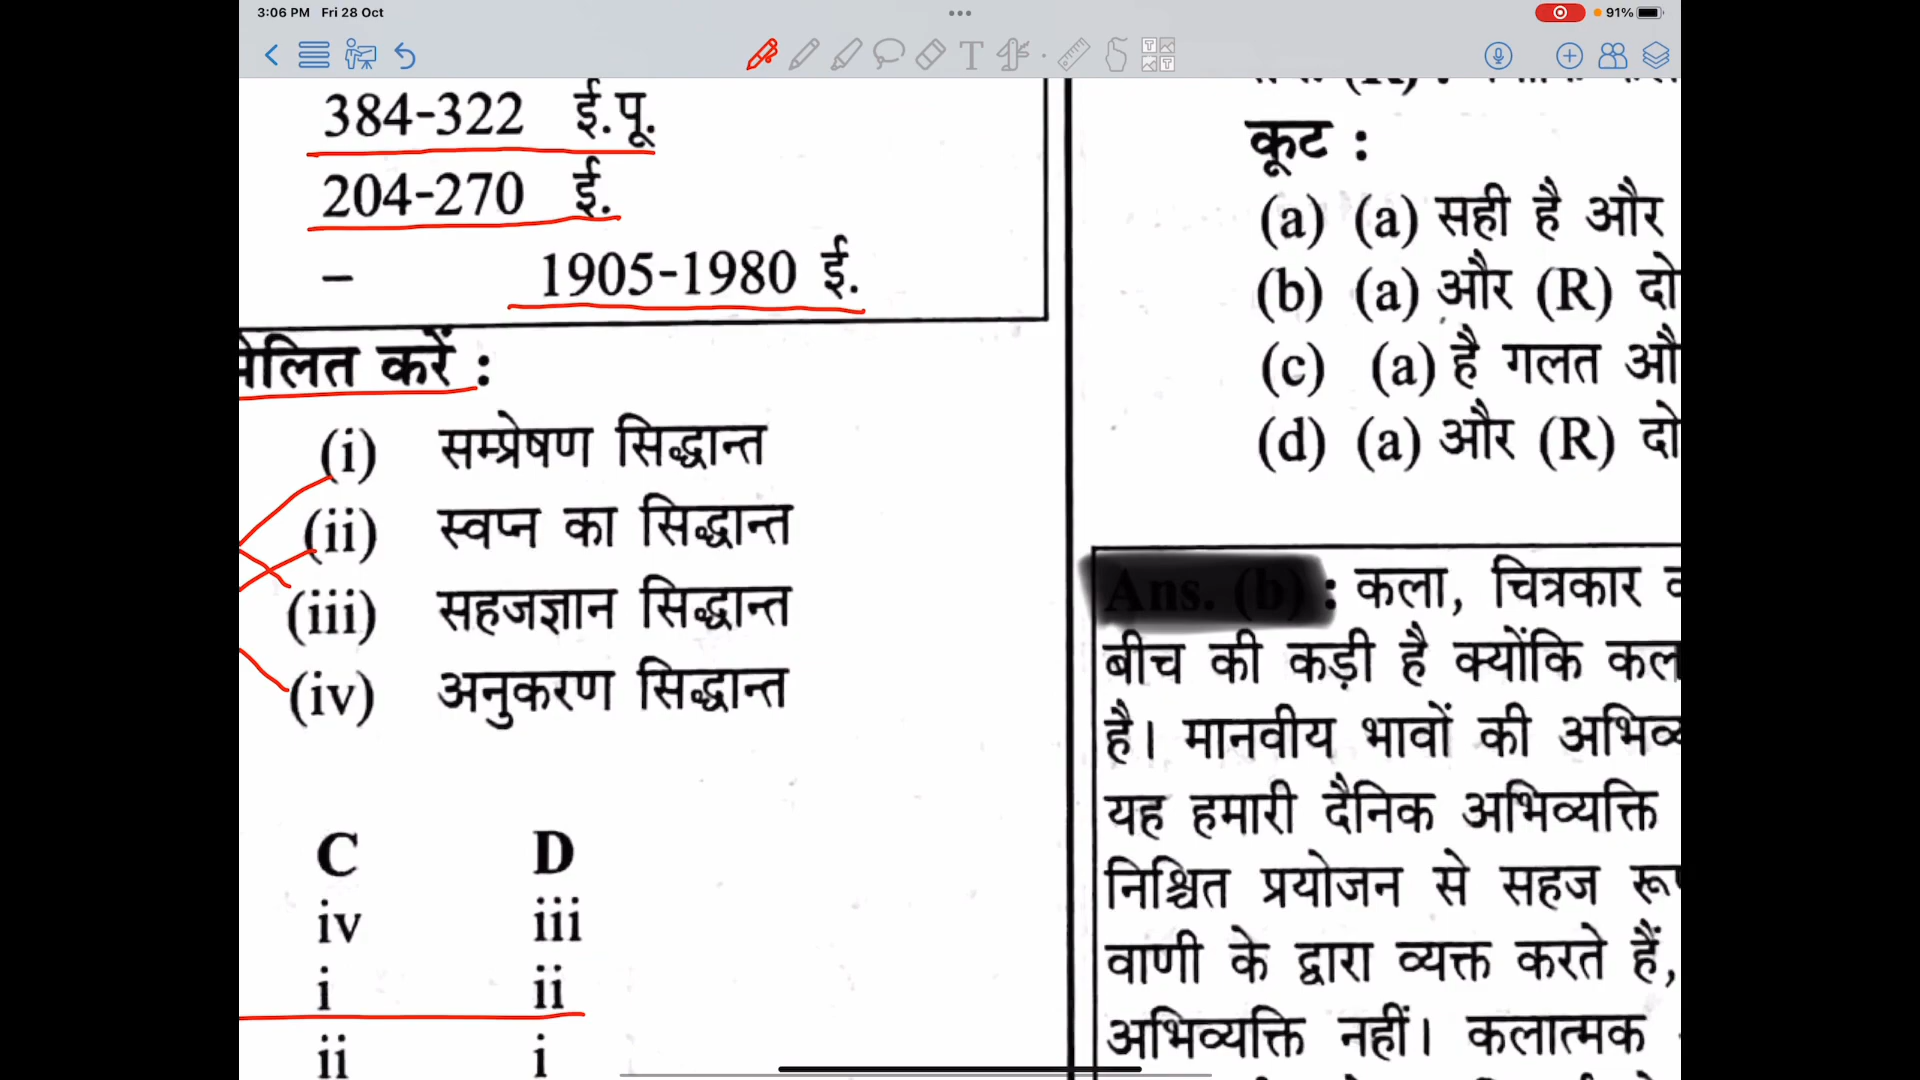 3:06 PM Fri 28 Oct
91%
384-322 ई.पू.
204-270 ई.
– 1905-1980 ई.
करें :
(i) सम्प्रेषण सिद्धान्त
(ii) स्वप्न का सिद्धान्त
(iii) सहजज्ञान सिद्धान्त
(iv) अनुकरण सिद्धान्त
C D
iv iii
i ii
ii i
कूट :
(a) (a) सही है और
(b) (a) और (R) दो
(c) (a) है गलत औ
(d) (a) और (R) दो
Ans. (b) : कला, चित्रकार
बीच की कड़ी है क्योंकि कल
है। मानवीय भावों की
यह हमारी दैनिक अभिव्यक्ति
निश्चित प्रयोजन से सहज
वाणी के द्वारा व्यक्त करते हैं,
अभिव्यक्ति नहीं। कलात्मक